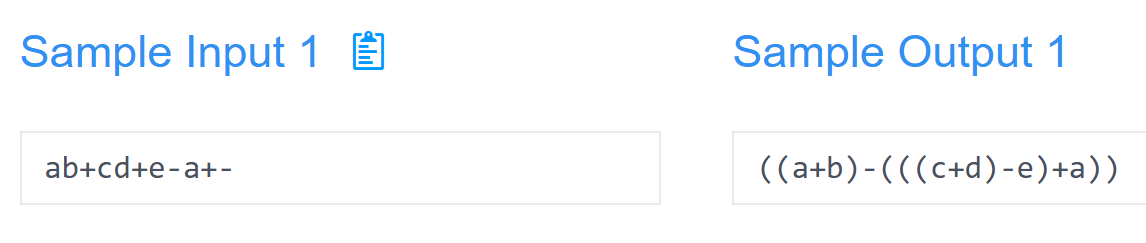 Sample Input 1
Sample Output 1
ab+cd+e-a+-
((a+b)-(((c+d)-e)+a))